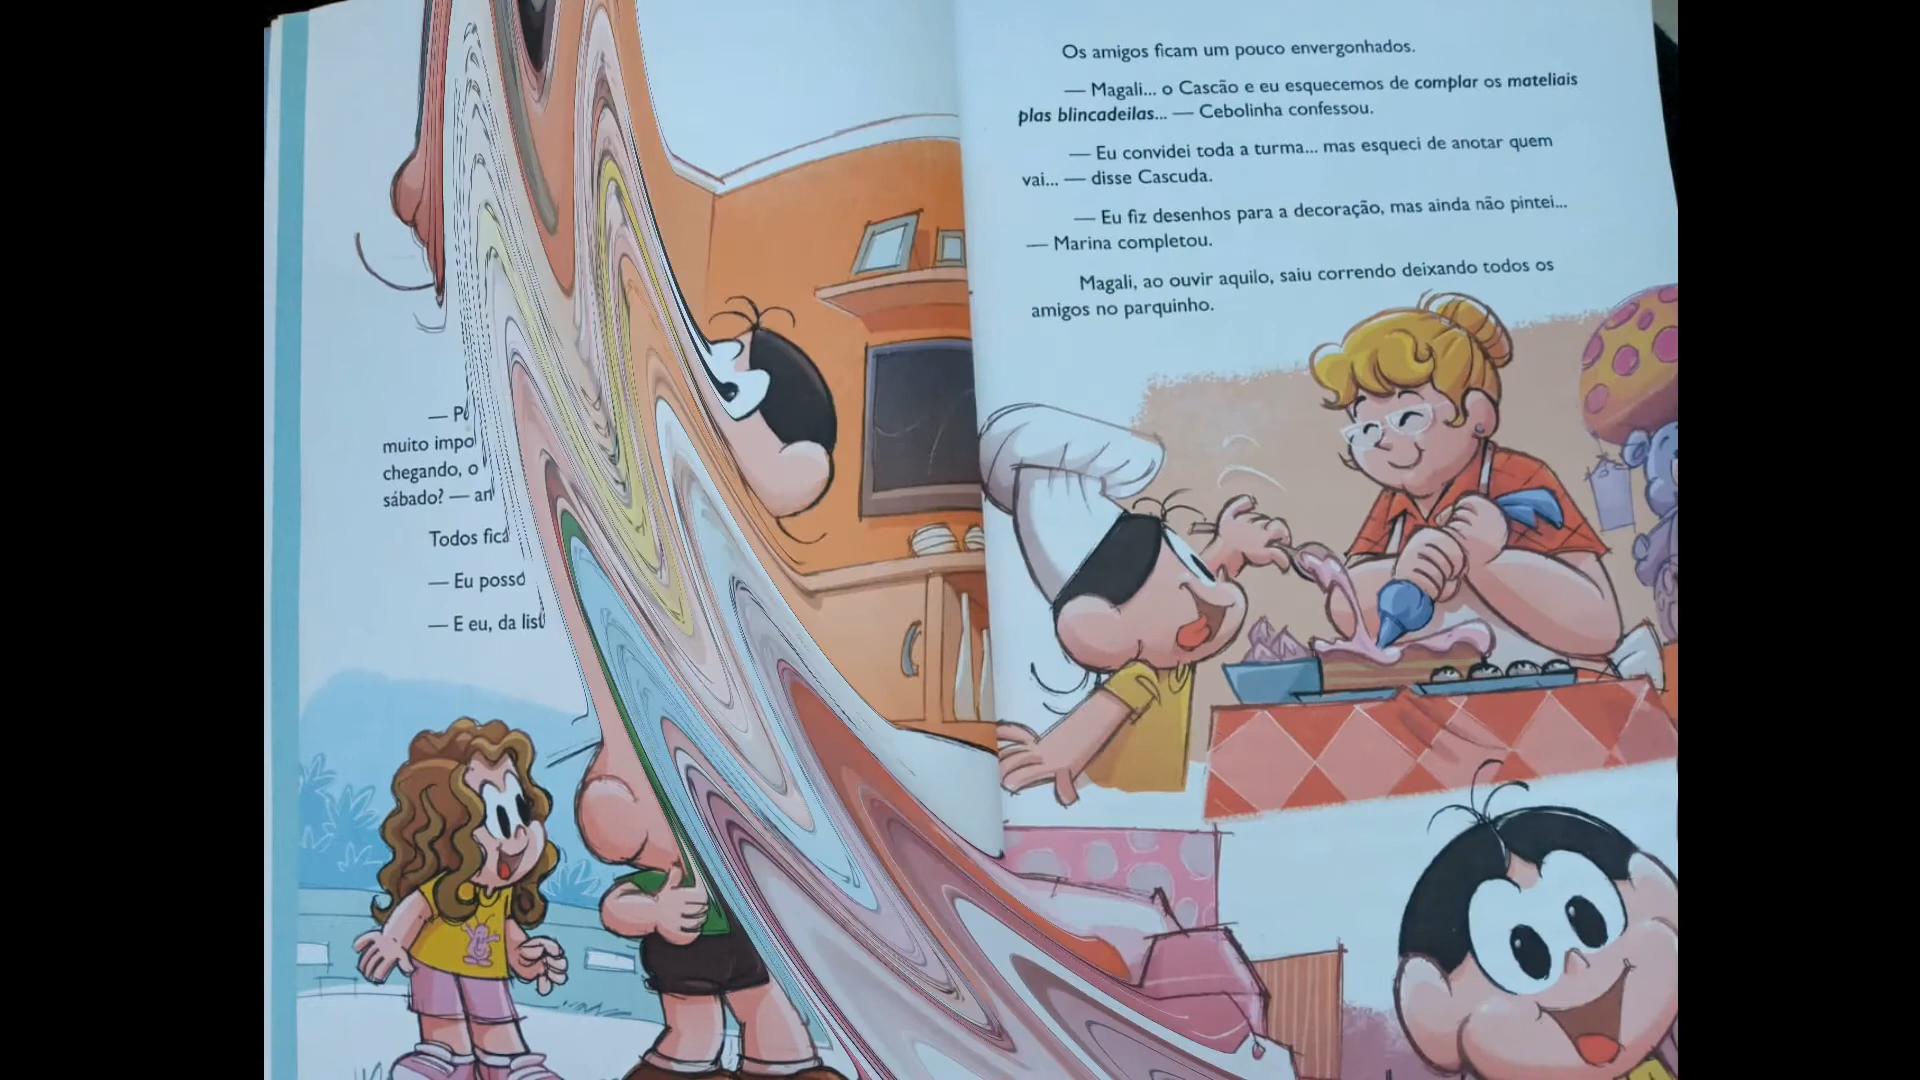 — P
muito impo
chegando, o
sábado? — an
Todos fica
— Eu posso
— E eu, da list
Os amigos ficam um pouco envergonhados.
— Magali... o Cascão e eu esquecemos de complar os mateliais
plas blincadeilas... — Cebolinha confessou.
— Eu convidei toda a turma... mas esqueci de anotar quem
vai... — disse Cascuda.
— Eu fiz desenhos para a decoração, mas ainda não pintei...
— Marina completou.
Magali, ao ouvir aquilo, saiu correndo deixando todos os
amigos no parquinho.